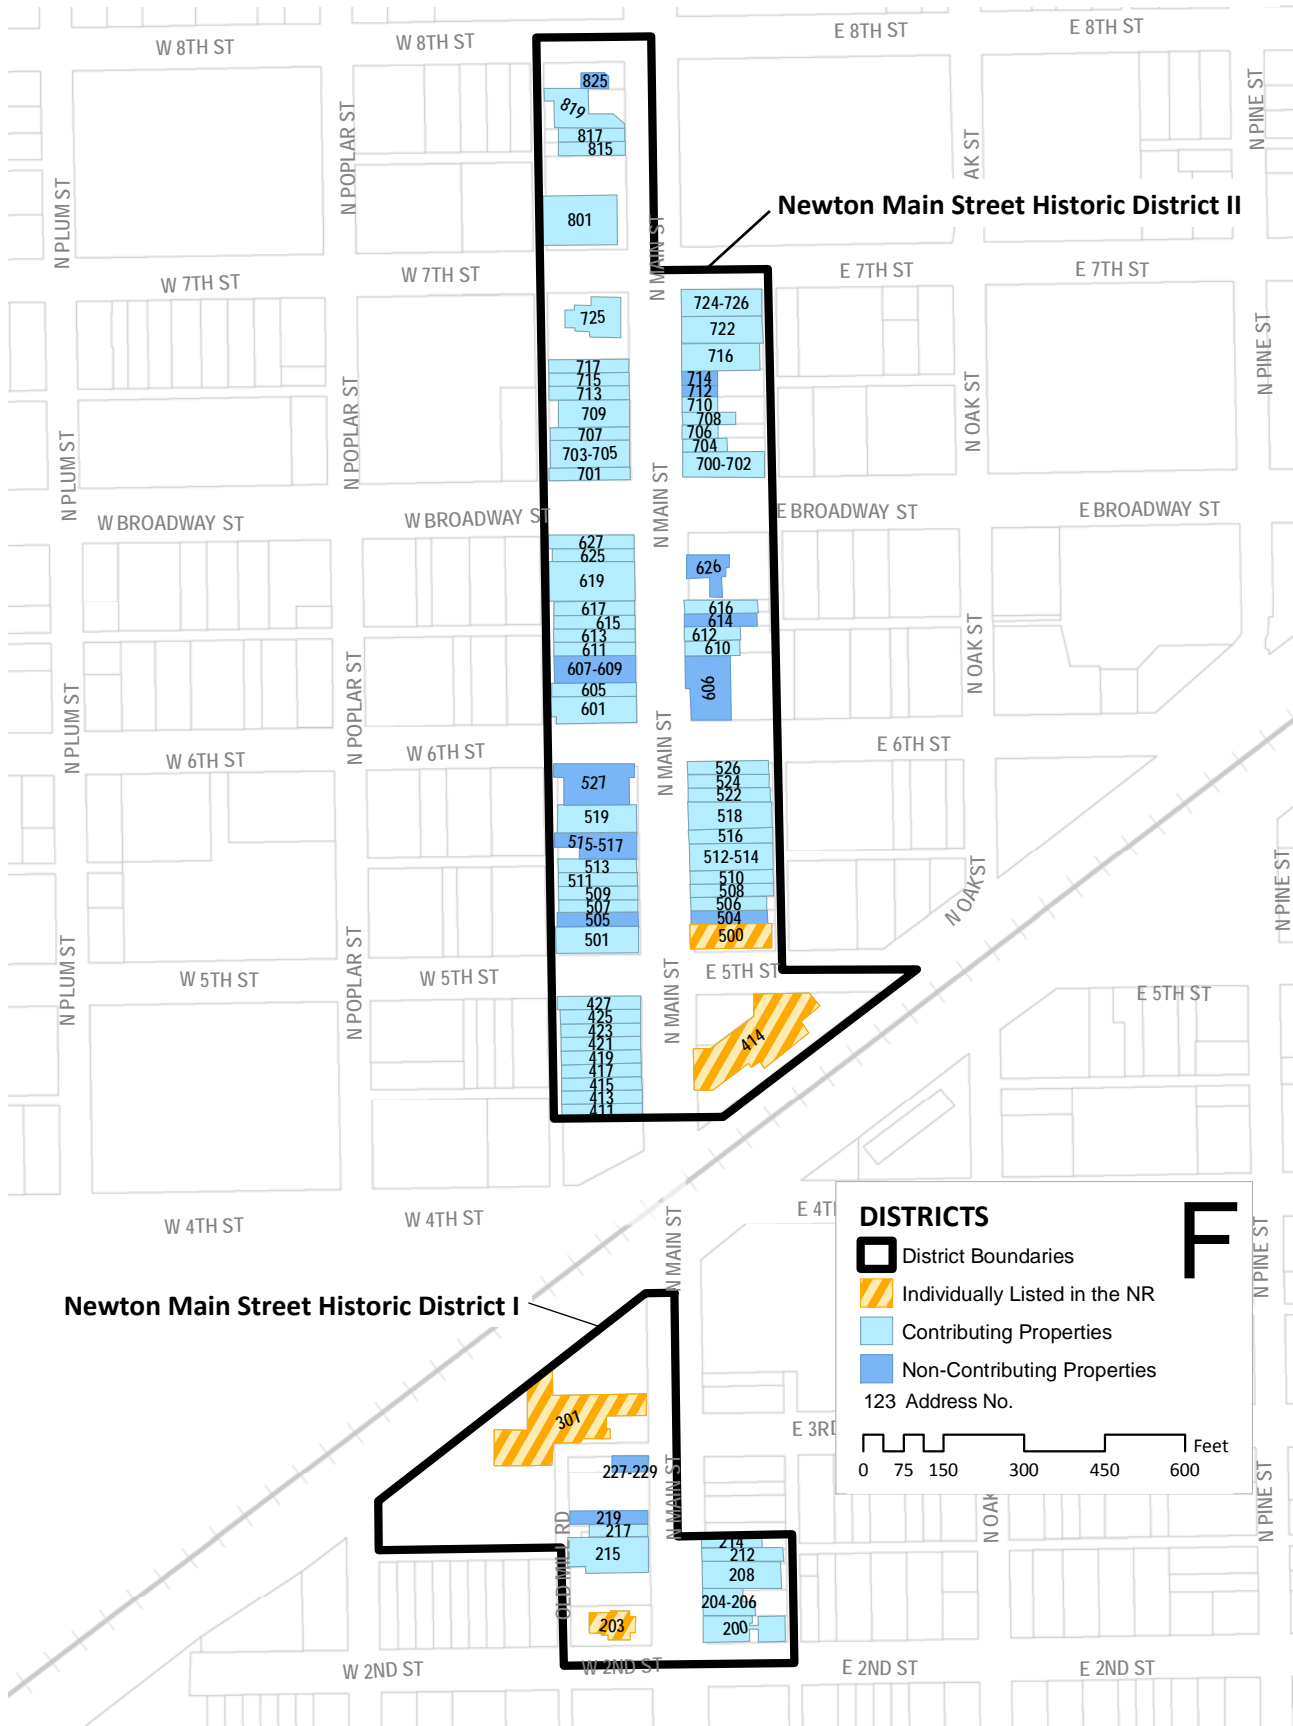 W 8TH ST
W 8TH ST
E 8TH ST
E 8TH ST
N PINE ST
N POPLAR ST
AK ST
N PLUM ST
825
819
817
815
801
Newton Main Street Historic District II
N MAIN ST
W 7TH ST
W 7TH ST
E 7TH ST
E 7TH ST
725
724-726
722
716
717
715
713
709
707
703-705
701
714
712
710
708
706
704
700-702
N PINE ST
N OAK ST
N POPLAR ST
N PLUM ST
N MAIN ST
W BROADWAY ST
W BROADWAY ST
E BROADWAY ST
E BROADWAY ST
627
625
619
617
615
613
611
607-609
605
601
626
616
614
612
610
606
N OAK ST
N POPLAR ST
N PLUM ST
N MAIN ST
W 6TH ST
W 6TH ST
E 6TH ST
527
519
515-517
513
511
509
507
505
501
526
524
522
518
516
512-514
510
508
506
504
500
N OAK ST
N PINE ST
N PLUM ST
N POPLAR ST
N MAIN ST
W 5TH ST
W 5TH ST
E 5TH ST
E 5TH ST
427
425
423
421
419
417
415
413
411
414
W 4TH ST
W 4TH ST
E 4T
N MAIN ST
N PINE ST
DISTRICTS
F
District Boundaries
Individually Listed in the NR
Contributing Properties
Non-Contributing Properties
123 Address No.
0 75 150 300 450 600
Feet
Newton Main Street Historic District I
301
E 3RD
227-229
219
217
215
203
214
212
208
204-206
200
OLD MILL RD
N MAIN ST
N OAK
N PINE ST
W 2ND ST
W 2ND ST
E 2ND ST
E 2ND ST